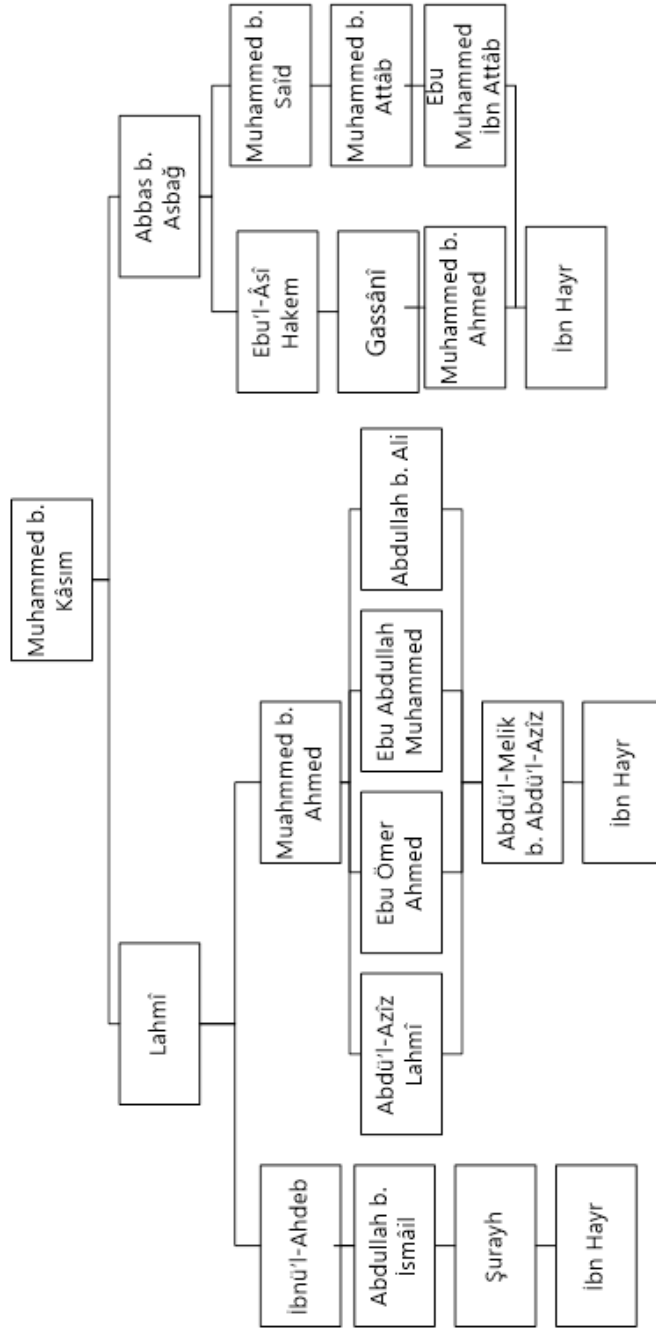 Muhammed b.
Kâsım
Lahmî
Abbas b.
Asbağ
İbnü'l-Ahdeb
Muahmmed b.
Ahmed
Ebu'l-Âsî
Hakem
Muhammed b.
Saîd
Abdullah b.
İsmâil
Abdü'l-Azîz
Lahmî
Ebu Ömer
Ahmed
Ebu Abdullah
Muhammed
Abdullah b. Ali
Gassânî
Muhammed b.
Attâb
Şurayh
Abdü'l-Melik
b. Abdü'l-Azîz
Muhammed b.
Ahmed
Ebu
Muhammed
İbn Attâb
İbn Hayr
İbn Hayr
İbn Hayr